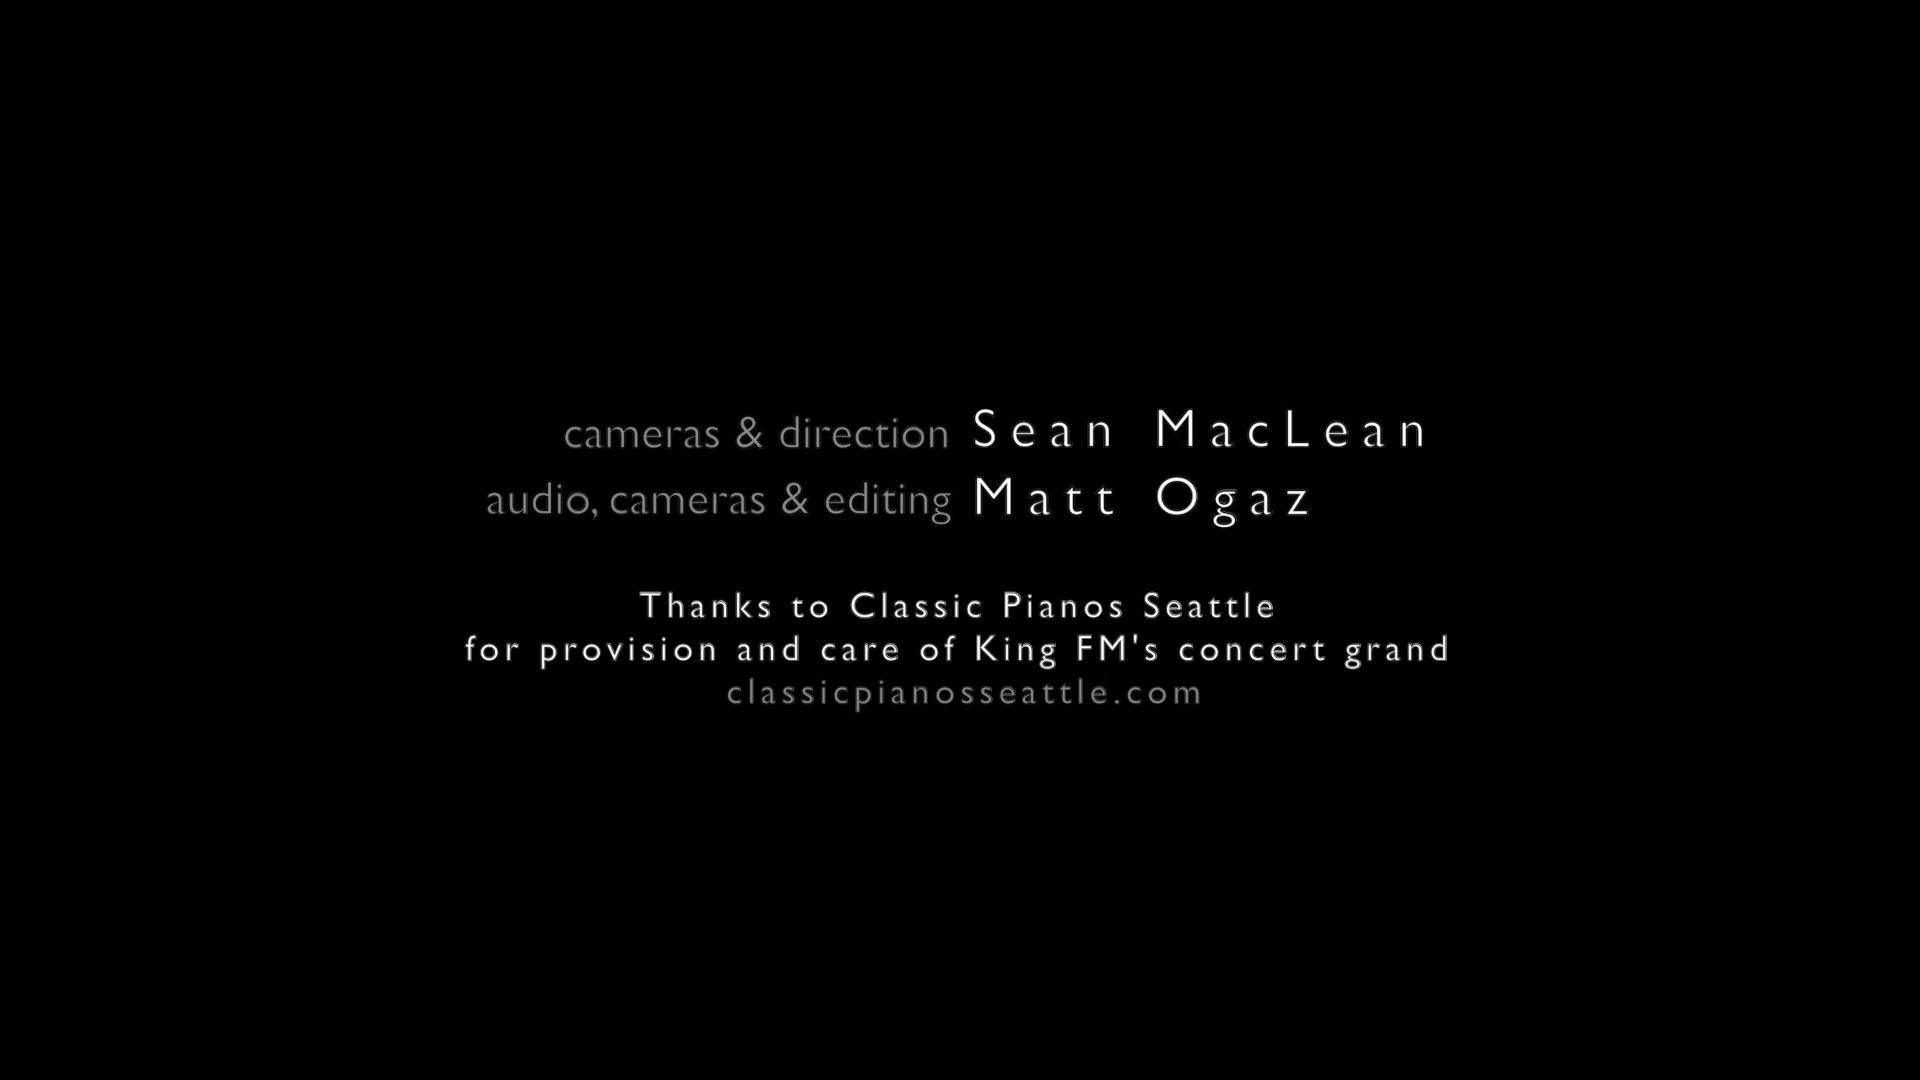 cameras & direction Sean MacLean
audio, cameras & editing Matt Ogaz
Thanks to Classic Pianos Seattle
for provision and care of King FM's concert grand
classicpianosseattle.com